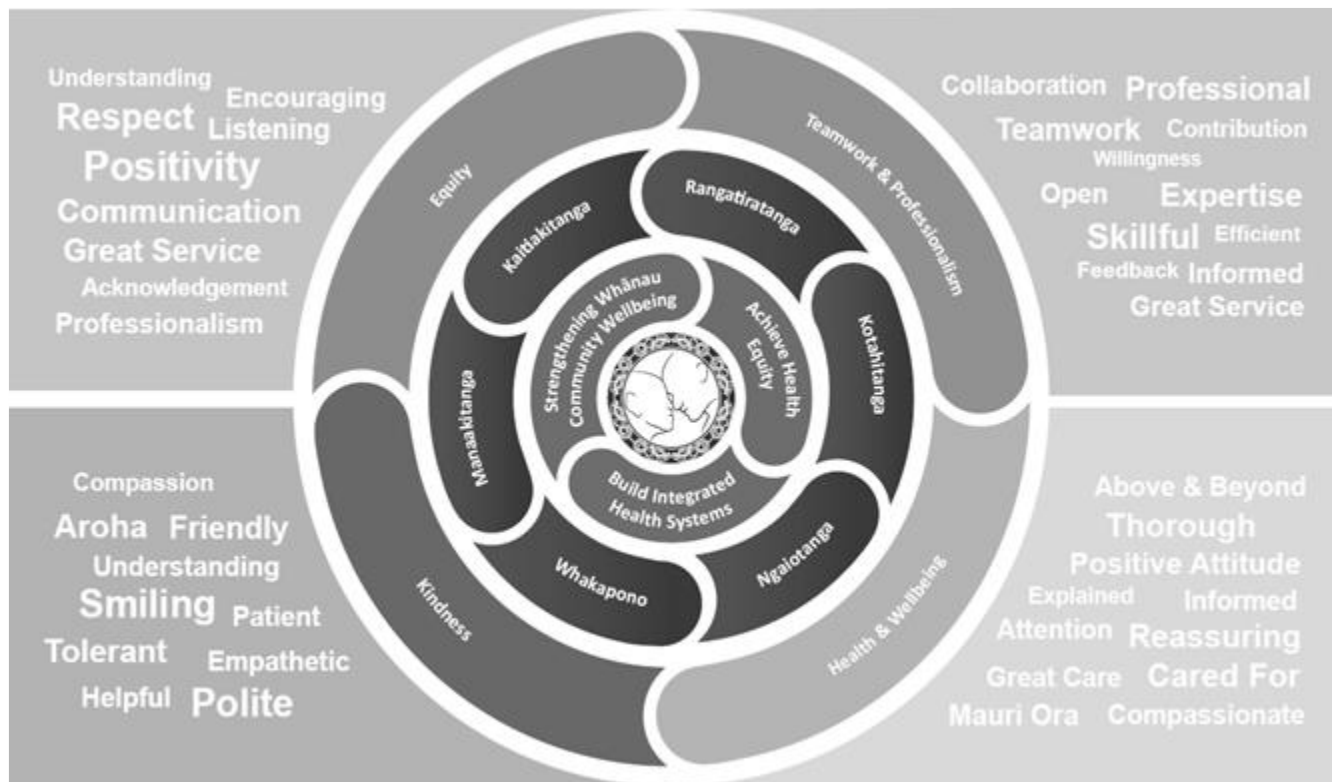 Understanding
Respect Encouraging
Listening
Positivity
Communication
Great Service
Acknowledgement
Professionalism
Collaboration Professional
Teamwork Contribution
Willingness
Open Expertise
Skillful Efficient
Feedback Informed
Great Service
Equity
Teamwork & Professionalism
Kaitiakitanga
Rangatiratanga
Strengthening Whānau
Community Wellbeing
Achieve Health
Equity
Kotahitanga
Manaakitanga
Build Integrated
Health Systems
Whakapono
Ngaiotanga
Kindness
Health & Wellbeing
Compassion
Aroha Friendly
Understanding
Smiling Patient
Tolerant Empathetic
Helpful Polite
Above & Beyond
Thorough
Positive Attitude
Explained Informed
Attention Reassuring
Great Care Cared For
Mauri Ora Compassionate